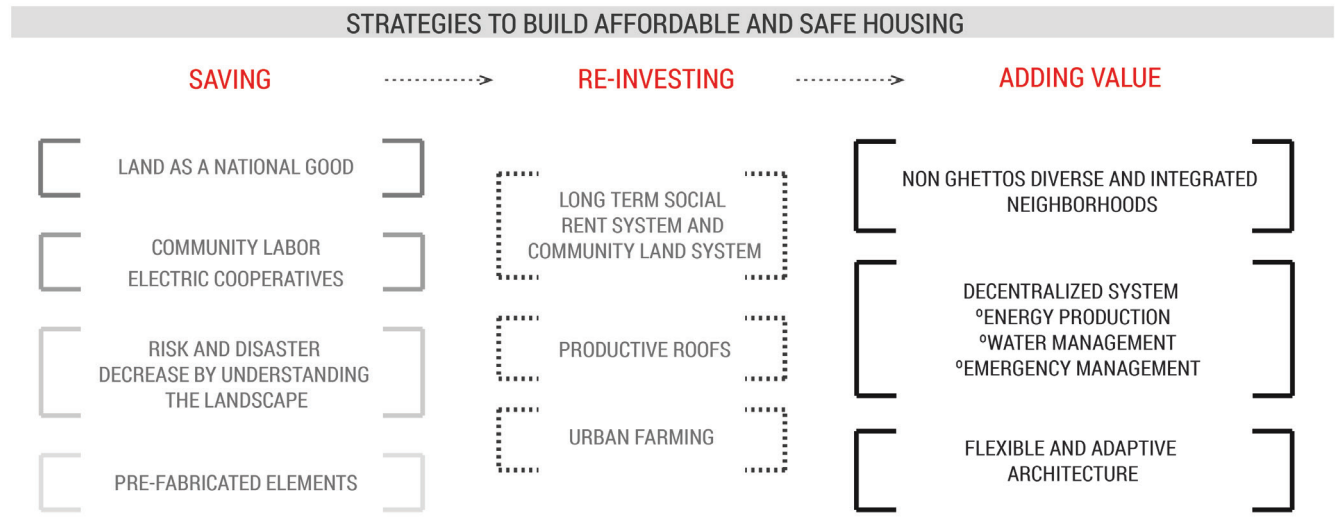 STRATEGIES TO BUILD AFFORDABLE AND SAFE HOUSING
SAVING
LAND AS A NATIONAL GOOD
COMMUNITY LABOR
ELECTRIC COOPERATIVES
RISK AND DISASTER
DECREASE BY UNDERSTANDING
THE LANDSCAPE
PRE-FABRICATED ELEMENTS
RE-INVESTING
LONG TERM SOCIAL
RENT SYSTEM AND
COMMUNITY LAND SYSTEM
PRODUCTIVE ROOFS
URBAN FARMING
ADDING VALUE
NON GHETTOS DIVERSE AND INTEGRATED
NEIGHBORHOODS
DECENTRALIZED SYSTEM
ºENERGY PRODUCTION
ºWATER MANAGEMENT
ºEMERGENCY MANAGEMENT
FLEXIBLE AND ADAPTIVE
ARCHITECTURE